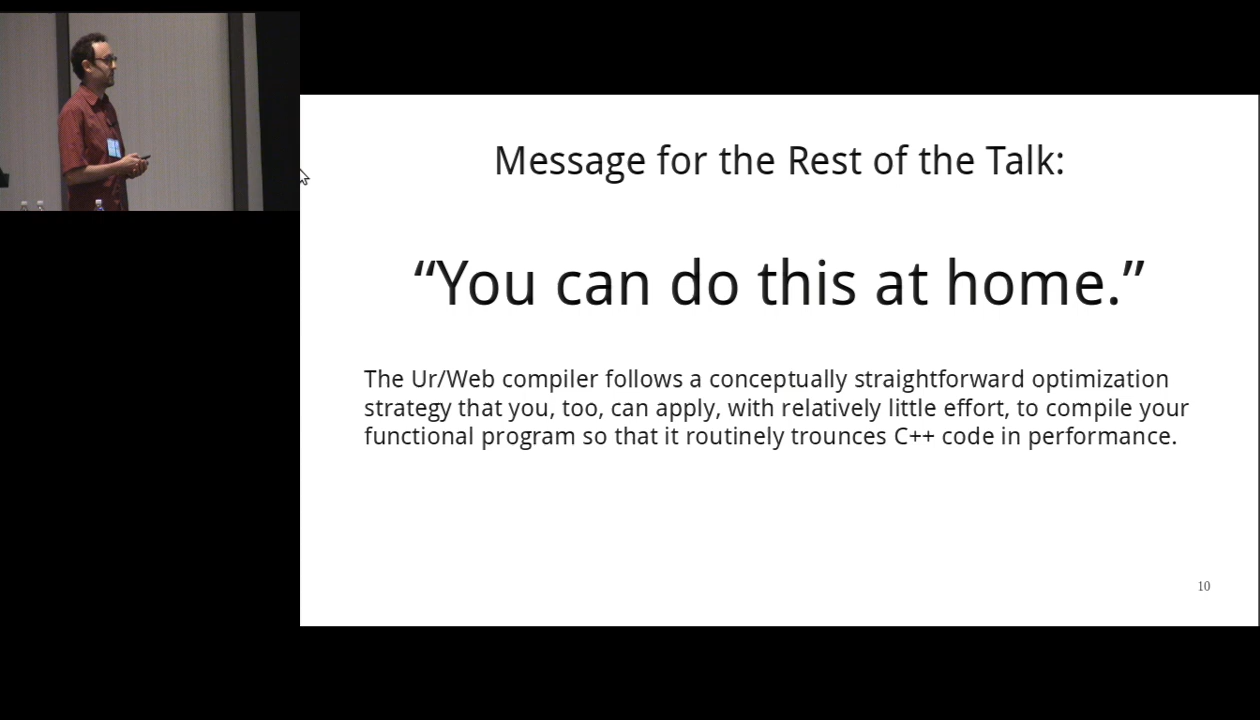 Message for the Rest of the Talk:
“You can do this at home.”
The Ur/Web compiler follows a conceptually straightforward optimization
strategy that you, too, can apply, with relatively little effort, to compile your
functional program so that it routinely trounces C++ code in performance.
10